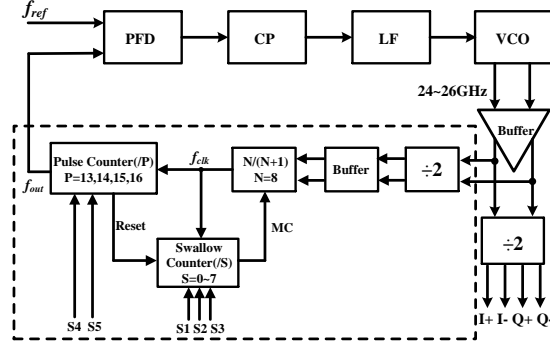 f_ref
PFD
CP
LF
VCO
24~26GHz
Buffer
Pulse Counter(/P)
P=13,14,15,16
f_clk
N/(N+1)
N=8
Buffer
÷2
f_out
Reset
MC
Swallow
Counter(/S)
S=0~7
÷2
S4 S5
S1 S2 S3
I+ I- Q+ Q-